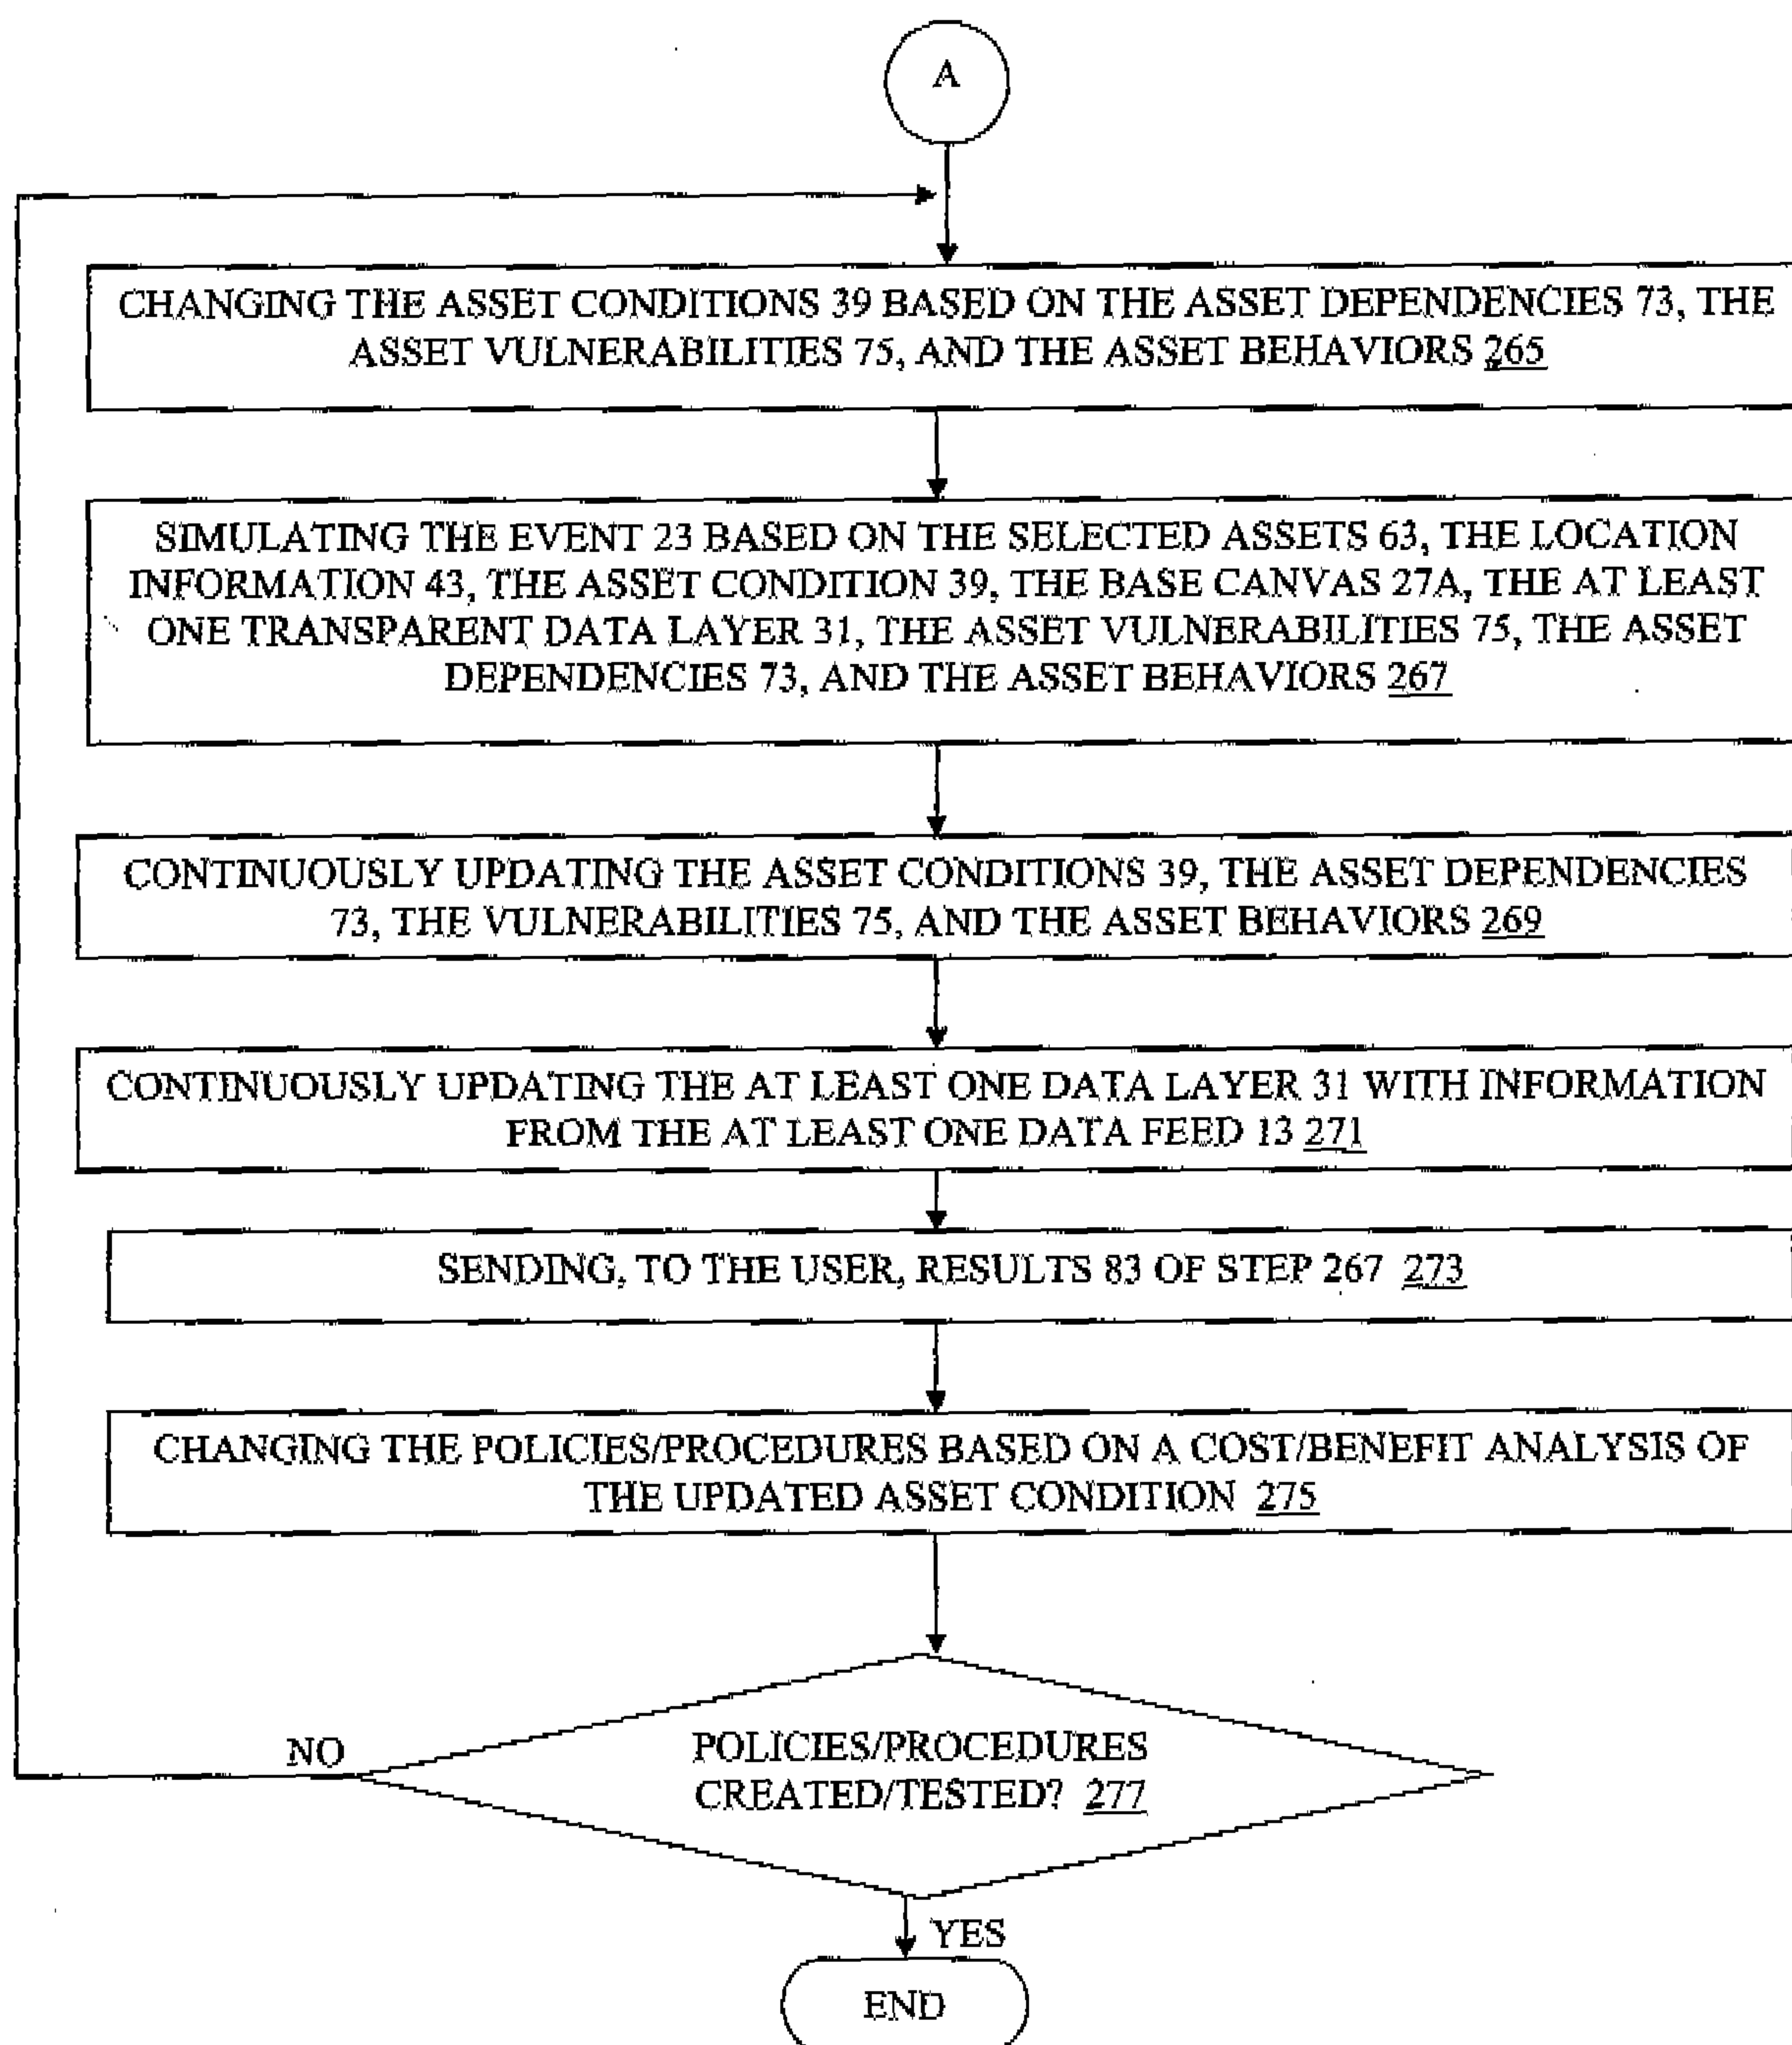 A
CHANGING THE ASSET CONDITIONS 39 BASED ON THE ASSET DEPENDENCIES 73, THE
ASSET VULNERABILITIES 75, AND THE ASSET BEHAVIORS 265
SIMULATING THE EVENT 23 BASED ON THE SELECTED ASSETS 63, THE LOCATION
INFORMATION 43, THE ASSET CONDITION 39, THE BASE CANVAS 27A, THE AT LEAST
ONE TRANSPARENT DATA LAYER 31, THE ASSET VULNERABILITIES 75, THE ASSET
DEPENDENCIES 73, AND THE ASSET BEHAVIORS 267
CONTINUOUSLY UPDATING THE ASSET CONDITIONS 39, THE ASSET DEPENDENCIES
73, THE VULNERABILITIES 75, AND THE ASSET BEHAVIORS 269
CONTINUOUSLY UPDATING THE AT LEAST ONE DATA LAYER 31 WITH INFORMATION
FROM THE AT LEAST ONE DATA FEED 13 271
SENDING, TO THE USER, RESULTS 83 OF STEP 267 273
CHANGING THE POLICIES/PROCEDURES BASED ON A COST/BENEFIT ANALYSIS OF
THE UPDATED ASSET CONDITION 275
NO
POLICIES/PROCEDURES
CREATED/TESTED? 277
YES
END